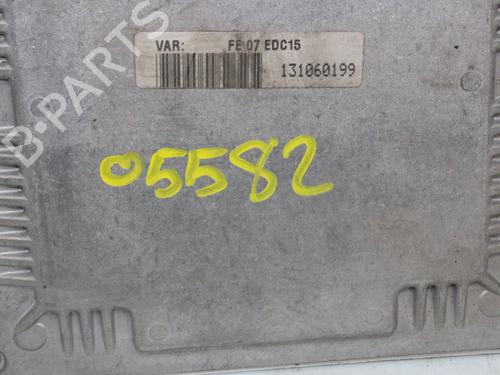 VAR: FE 07 EDC15
131060199
05582
B-PARTS